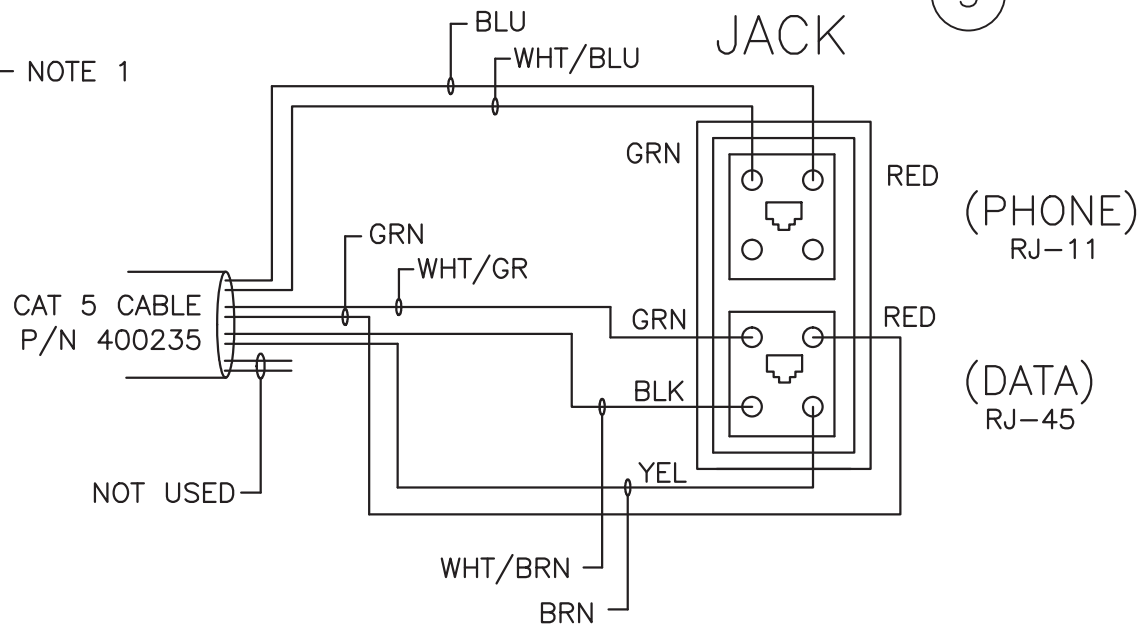 BLU
JACK
WHT/BLU
NOTE 1
GRN
RED
(PHONE)
RJ-11
GRN
WHT/GR
CAT 5 CABLE
P/N 400235
GRN
RED
BLK
(DATA)
RJ-45
YEL
NOT USED
WHT/BRN
BRN